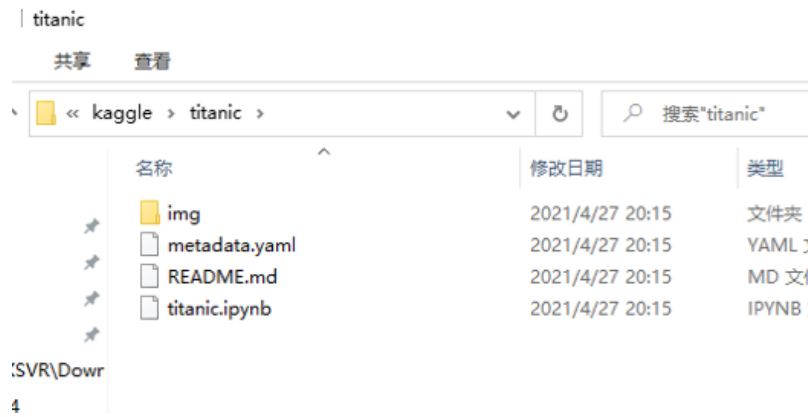 titanic
共享 查看
« kaggle › titanic ›
搜索"titanic"
名称 修改日期 类型
img 2021/4/27 20:15 文件夹
metadata.yaml 2021/4/27 20:15 YAML
README.md 2021/4/27 20:15 MD 文件
titanic.ipynb 2021/4/27 20:15 IPYNB
SVR\Dowr
4